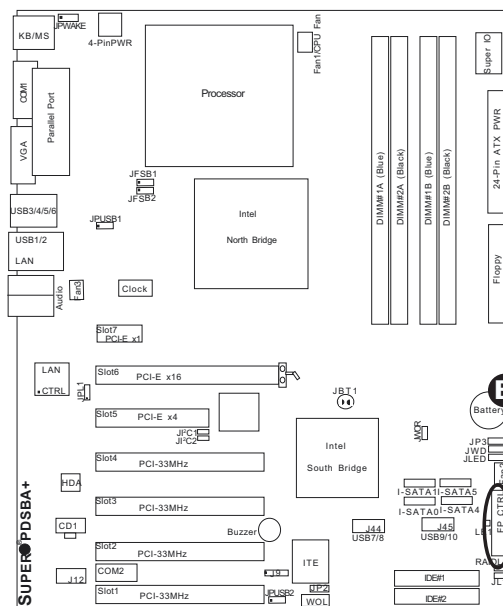 KB/MS
JPWAKE
4-PinPWR
Fan1/CPU Fan
Super IO
COM1
Parallel Port
VGA
Processor
DIMM#1A (Blue)
DIMM#2A (Black)
DIMM#1B (Blue)
DIMM#2B (Black)
24-Pin ATX PWR
JFSB1
JFSB2
USB3/4/5/6
JPUSB1
Intel
North Bridge
USB1/2
LAN
Floppy
Audio
Fan3
Clock
Slot7
PCI-E x1
LAN
CTRL
JPL1
Slot6
PCI-E x16
JBT1
Battery
Slot5
PCI-E x4
JI²C1
JI²C2
JWOR
JP3
JWD
JLED
Intel
South Bridge
Slot4
PCI-33MHz
HDA
I-SATA1
I-SATA5
I-SATA0
I-SATA4
FP CTRL
Slot3
PCI-33MHz
CD1
Buzzer
J44
USB7/8
J45
USB9/10
Slot2
PCI-33MHz
ITE
J12
COM2
J9
JP2
IDE#1
Slot1
PCI-33MHz
JPUSB2
WOL
IDE#2
SUPER PDSBA+